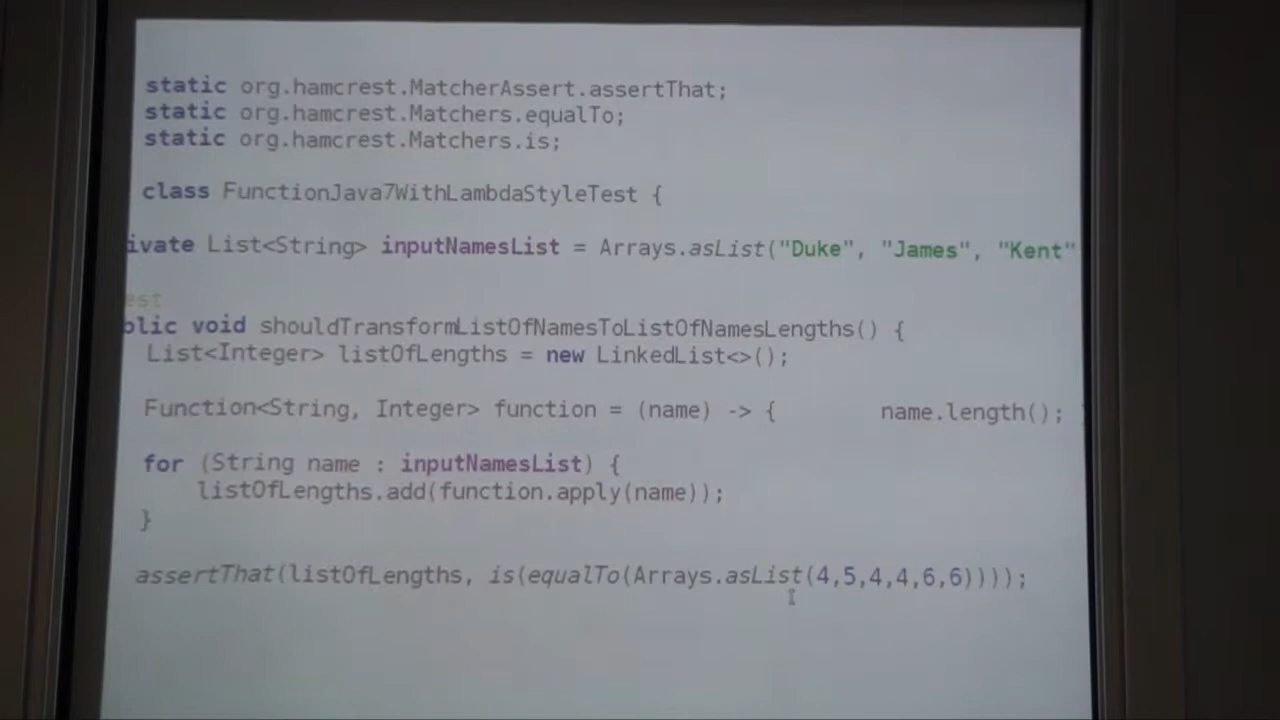 static org.hamcrest.MatcherAssert.assertThat;
static org.hamcrest.Matchers.equalTo;
static org.hamcrest.Matchers.is;
class FunctionJava7WithLambdaStyleTest {
ivate List<String> inputNamesList = Arrays.asList("Duke", "James", "Kent"
est
blic void shouldTransformListOfNamesToListOfNamesLengths() {
List<Integer> listOfLengths = new LinkedList<>();
Function<String, Integer> function = (name) -> { name.length();
for (String name : inputNamesList) {
listOfLengths.add(function.apply(name));
}
assertThat(listOfLengths, is(equalTo(Arrays.asList(4,5,4,4,6,6))));